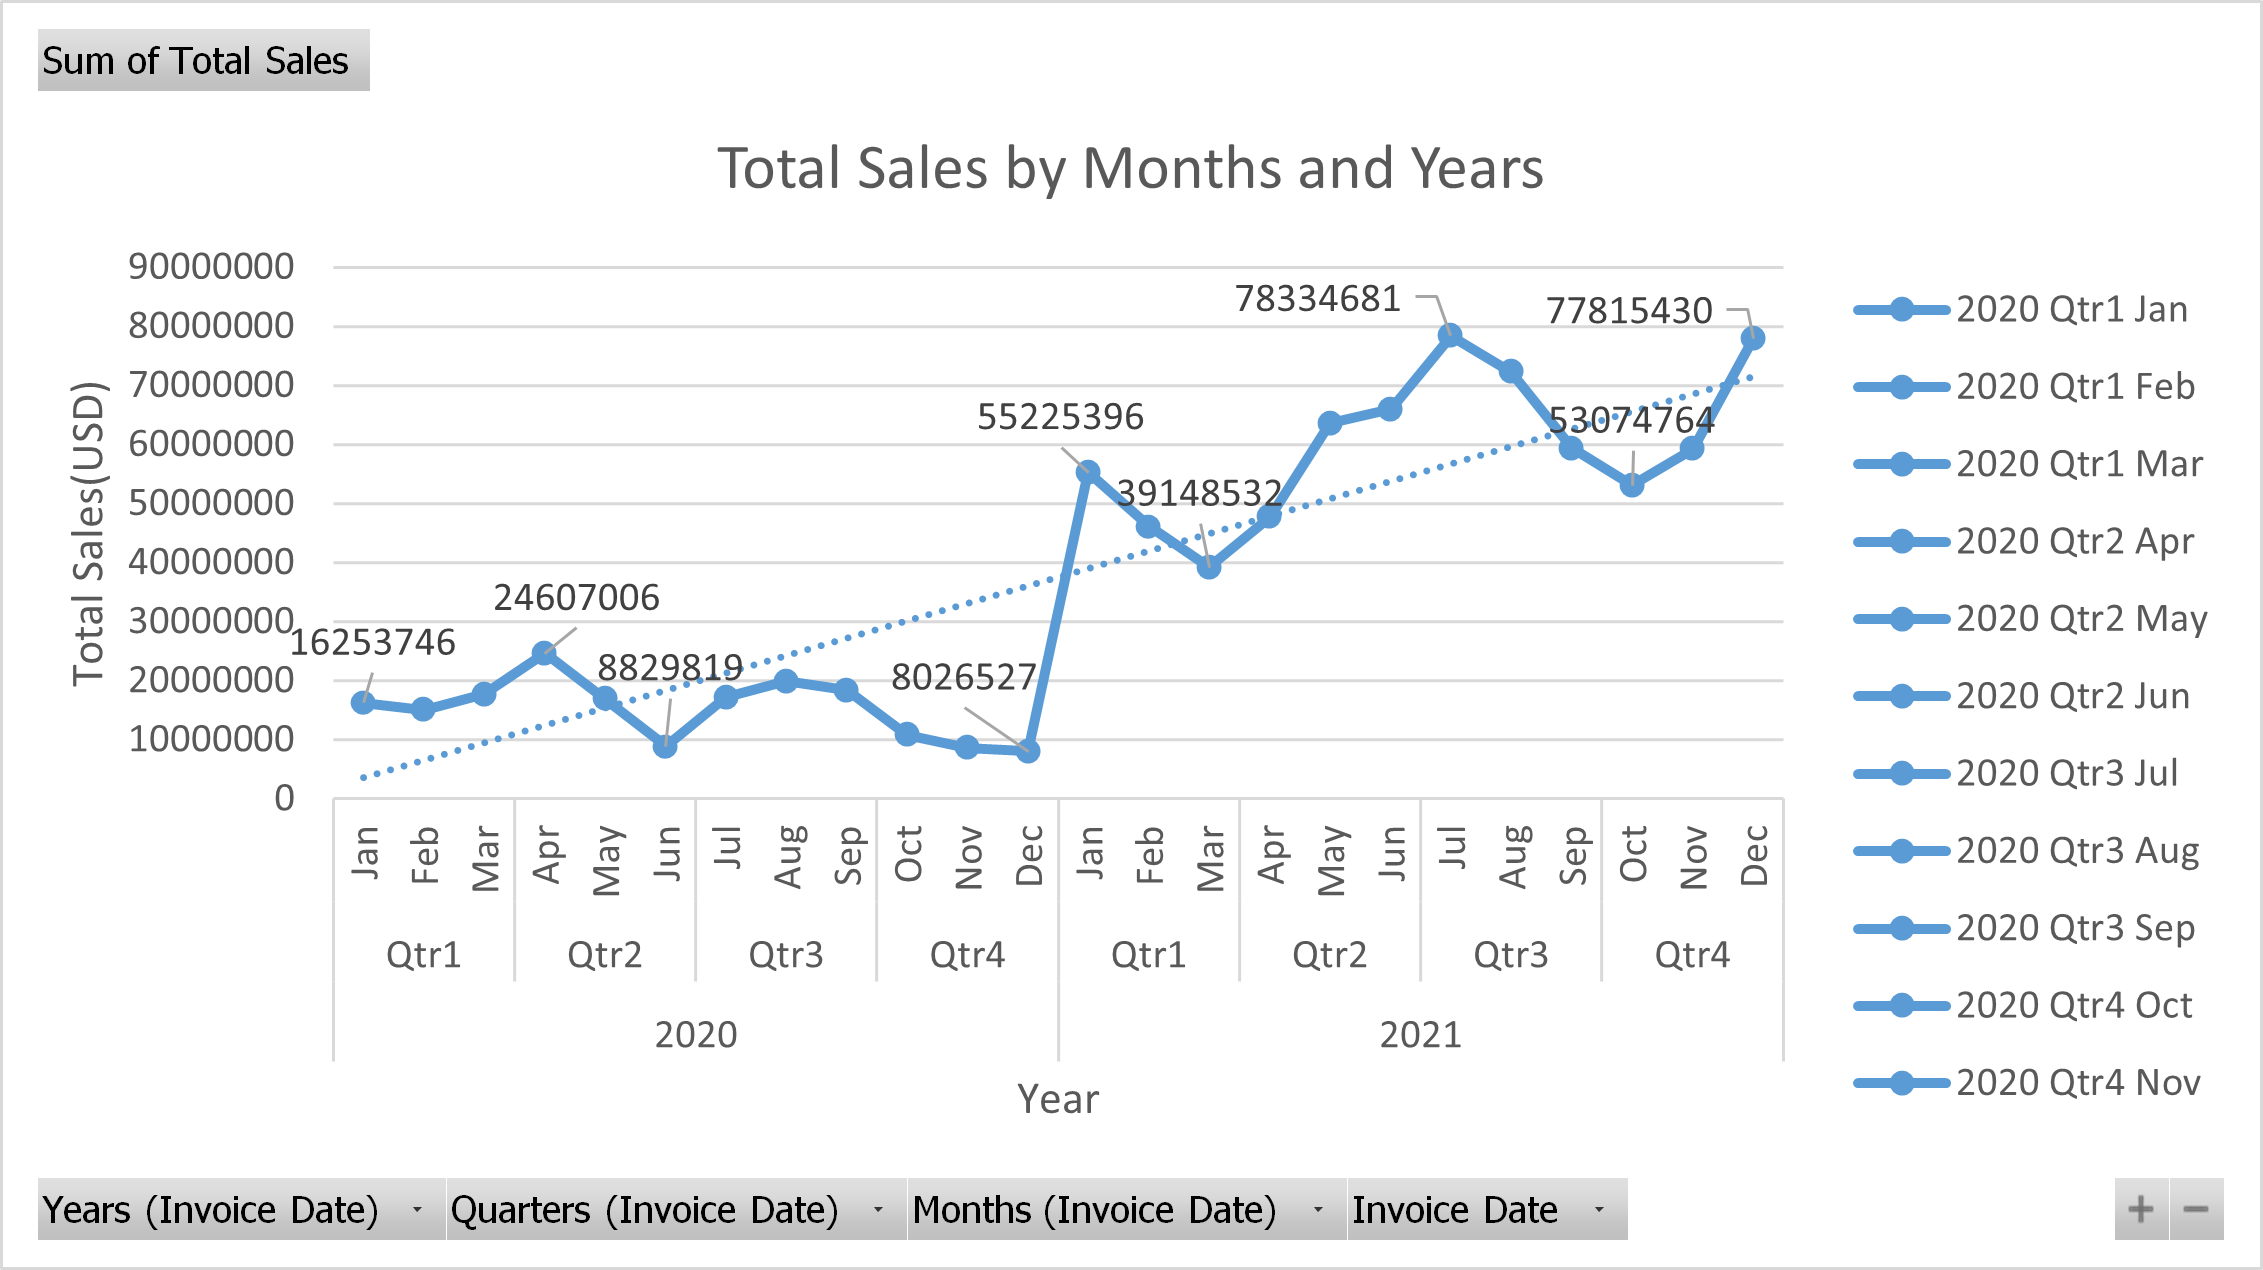 Sum of Total Sales
Total Sales by Months and Years
Total Sales(USD)
90000000
80000000
70000000
60000000
50000000
40000000
30000000
20000000
10000000
0
16253746
24607006
8829819
8026527
55225396
39148532
78334681
53074764
77815430
Jan Feb Mar Apr May Jun Jul Aug Sep Oct Nov Dec Jan Feb Mar Apr May Jun Jul Aug Sep Oct Nov Dec
Qtr1 Qtr2 Qtr3 Qtr4 Qtr1 Qtr2 Qtr3 Qtr4
2020 2021
Year
2020 Qtr1 Jan
2020 Qtr1 Feb
2020 Qtr1 Mar
2020 Qtr2 Apr
2020 Qtr2 May
2020 Qtr2 Jun
2020 Qtr3 Jul
2020 Qtr3 Aug
2020 Qtr3 Sep
2020 Qtr4 Oct
2020 Qtr4 Nov
Years (Invoice Date) Quarters (Invoice Date) Months (Invoice Date) Invoice Date + −